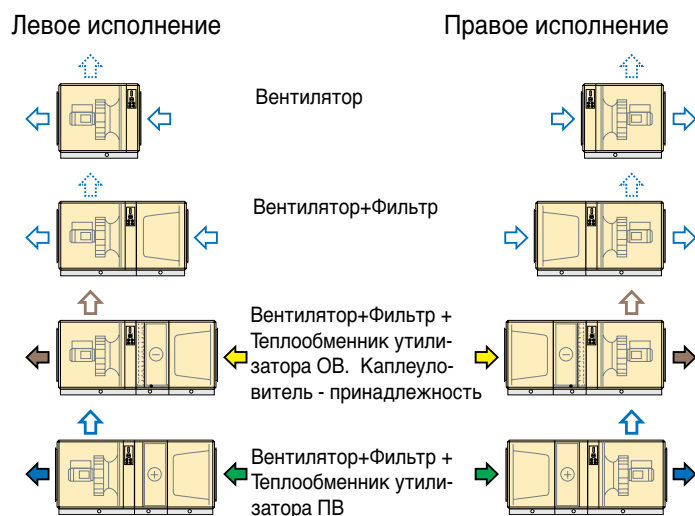 Левое исполнение
Правое исполнение
Вентилятор
Вентилятор+Фильтр
Вентилятор+Фильтр +
Теплообменник утили-
затора ОВ. Каплеуло-
витель - принадлежность
Вентилятор+Фильтр +
Теплообменник утили-
затора ПВ